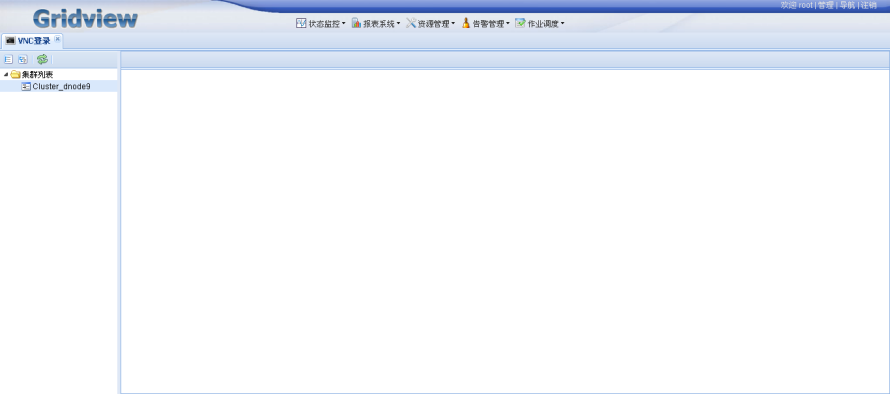 欢迎 root | 管理 | 导航 | 注销
Gridview
状态监控 报表系统 资源管理 告警管理 作业调度
VNC登录
集群列表
Cluster_dnode9